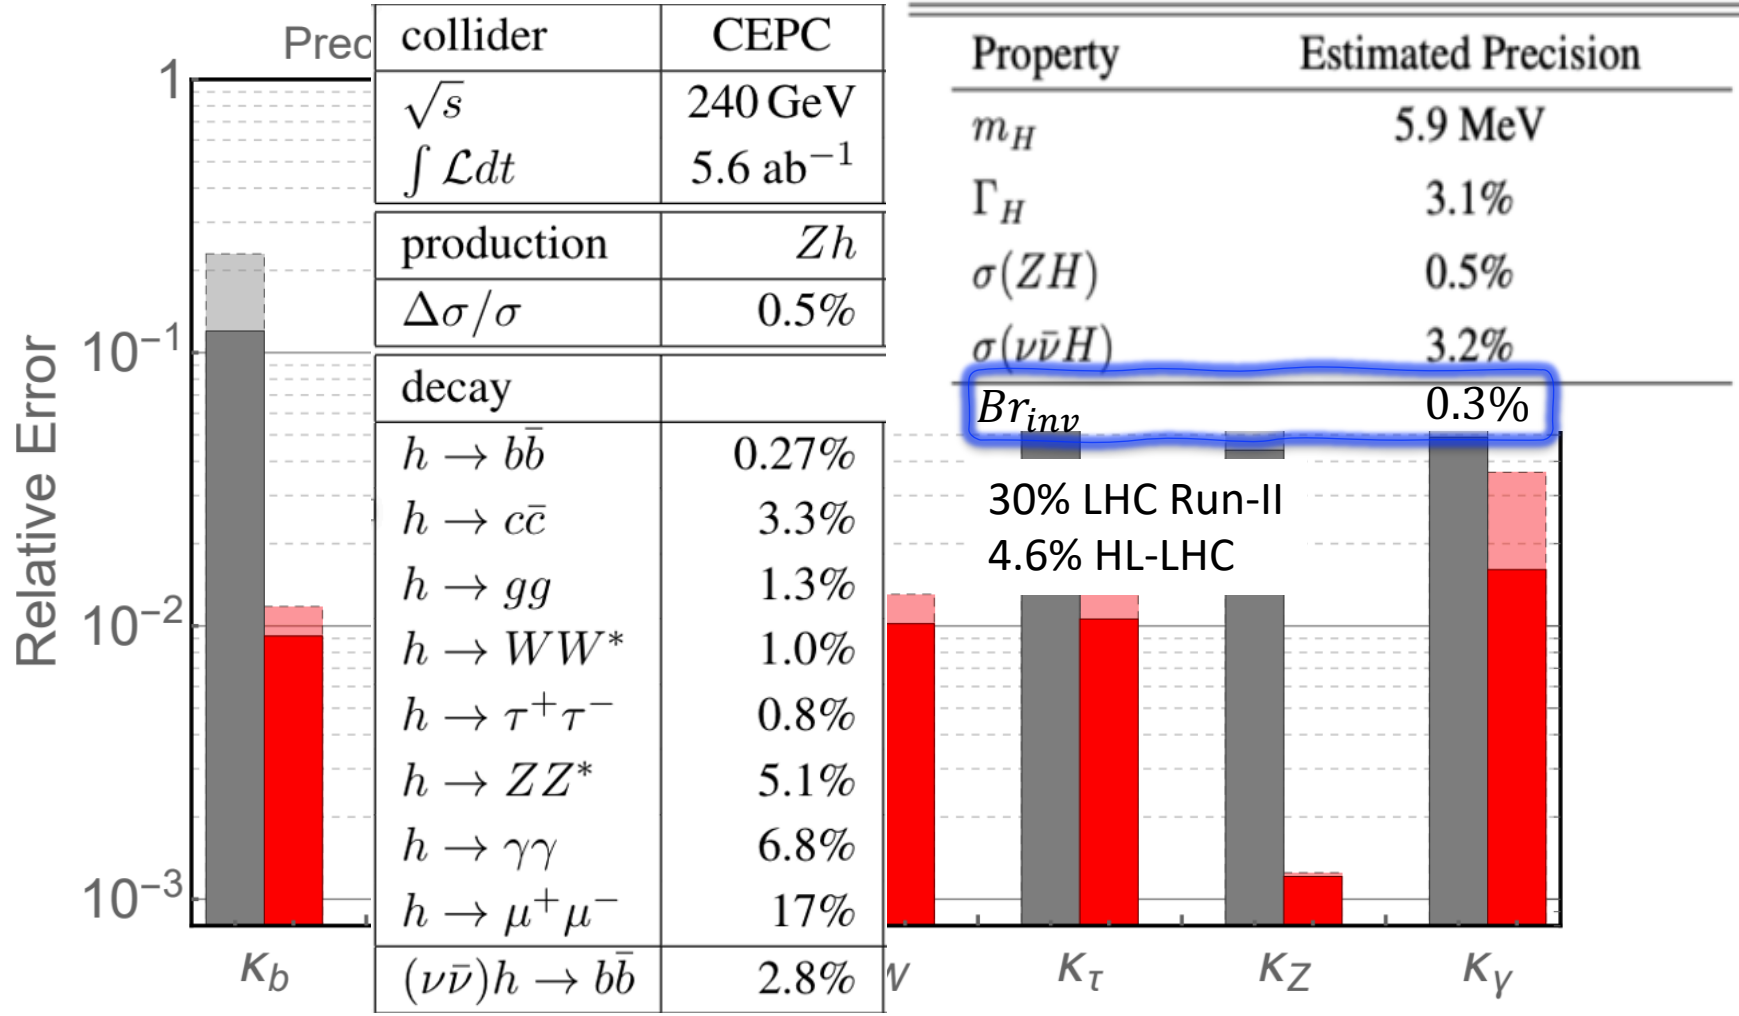 Prec
1
10⁻¹
10⁻²
10⁻³
Relative Error
κ_b
κ_τ
κ_Z
κ_γ
collider CEPC
√s 240 GeV
∫ ℒdt 5.6 ab⁻¹
production Zh
Δσ/σ 0.5%
decay
h → bb̄ 0.27%
h → cc̄ 3.3%
h → gg 1.3%
h → WW* 1.0%
h → τ⁺τ⁻ 0.8%
h → ZZ* 5.1%
h → γγ 6.8%
h → μ⁺μ⁻ 17%
(νν̄)h → bb̄ 2.8%
Property Estimated Precision
m_H 5.9 MeV
Γ_H 3.1%
σ(ZH) 0.5%
σ(νν̄H) 3.2%
Br_inv 0.3%
30% LHC Run-II
4.6% HL-LHC